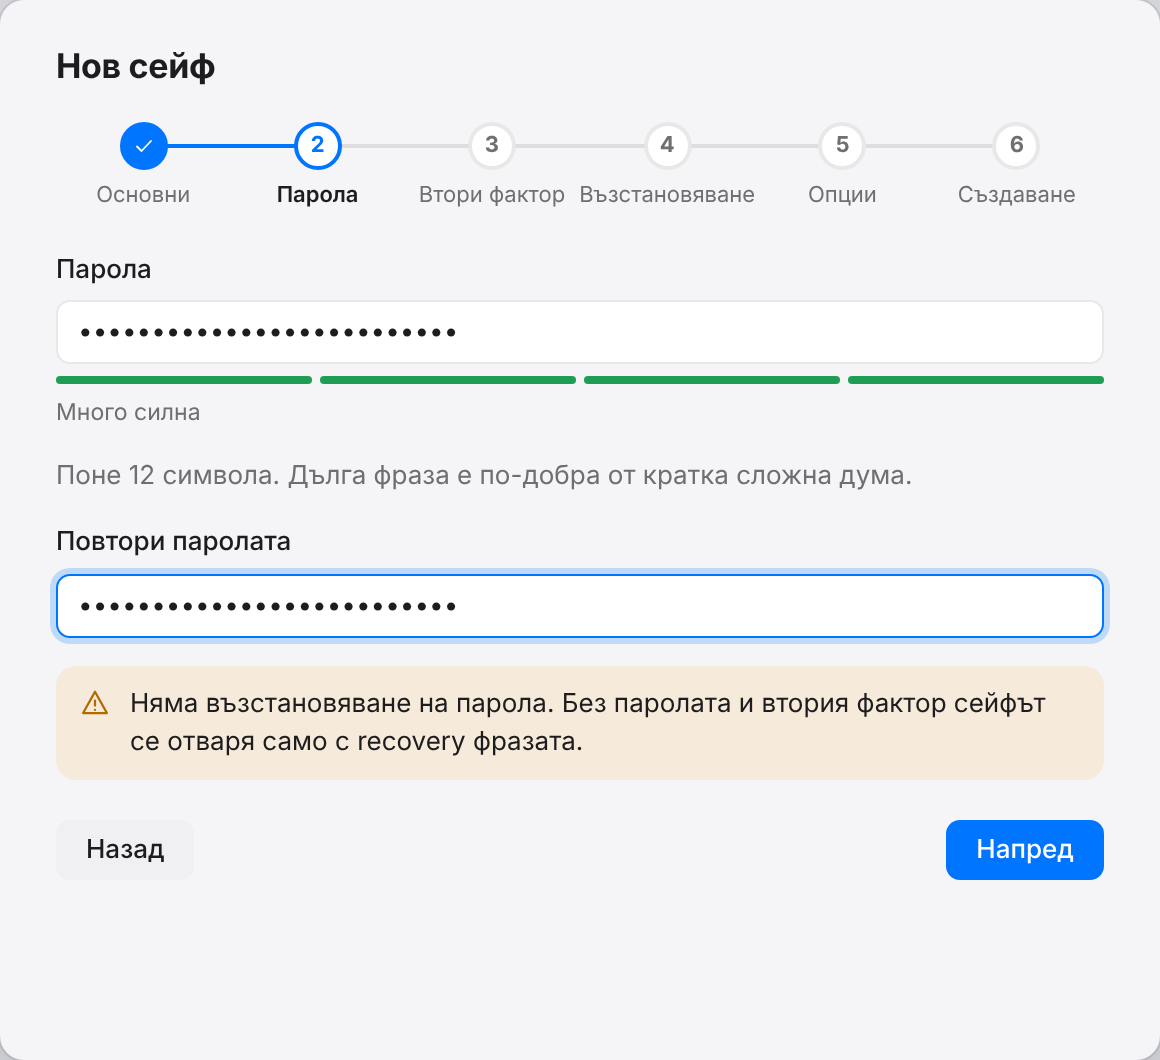 Нов сейф
2 3 4 5 6
Основни Парола Втори фактор Възстановяване Опции Създаване
Парола
••••••••••••••••••••••••••
Много силна
Поне 12 символа. Дълга фраза е по-добра от кратка сложна дума.
Повтори паролата
••••••••••••••••••••••••••
Няма възстановяване на парола. Без паролата и втория фактор сейфът
се отваря само с recovery фразата.
Назад Напред